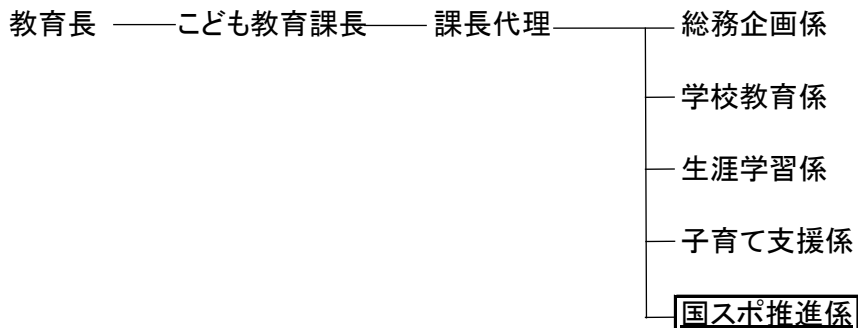 教育長 こども教育課長 課長代理 総務企画係
学校教育係
生涯学習係
子育て支援係
国スポ推進係